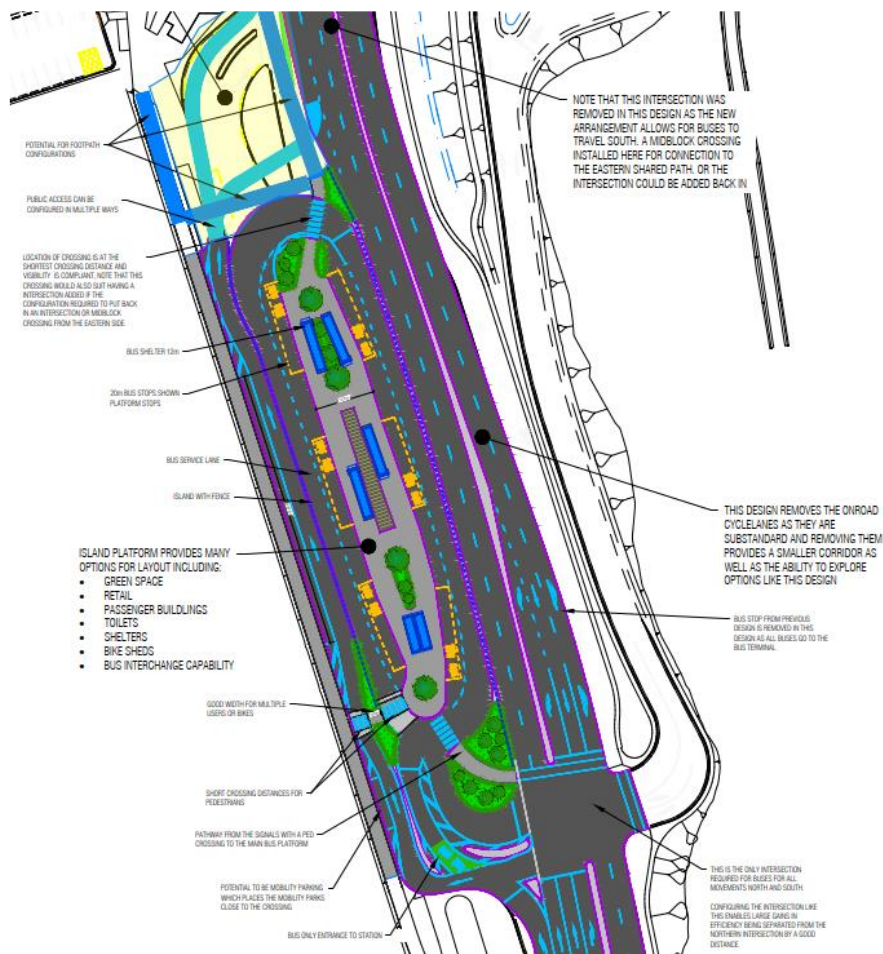 NOTE THAT THIS INTERSECTION WAS
REMOVED IN THIS DESIGN AS THE NEW
ARRANGEMENT ALLOWS FOR BUSES TO
TRAVEL SOUTH. A MIDBLOCK CROSSING
INSTALLED HERE FOR CONNECTION TO
THE EASTERN SHARED PATH. OR THE
INTERSECTION COULD BE ADDED BACK IN
POTENTIAL FOR FOOTPATH
CONFIGURATIONS
PUBLIC ACCESS CAN BE
CONFIGURED IN MULTIPLE WAYS
LOCATION OF CROSSING IS AT THE
SHORTEST CROSSING DISTANCE AND
VISIBILITY IS COMPLIANT. NOTE THAT THIS
CROSSING WOULD ALSO SUIT HAVING A
INTERSECTION ADDED IF THE
CONFIGURATION REQUIRED TO PUT BACK
IN AN INTERSECTION OR MIDBLOCK
CROSSING FROM THE EASTERN SIDE.
BUS SHELTER 12m
20m BUS STOPS SHOWN
PLATFORM STOPS
BUS SERVICE LANE
ISLAND WITH FENCE
ISLAND PLATFORM PROVIDES MANY
OPTIONS FOR LAYOUT INCLUDING:
• GREEN SPACE
• RETAIL
• PASSENGER BUILDLINGS
• TOILETS
• SHELTERS
• BIKE SHEDS
• BUS INTERCHANGE CAPABILITY
THIS DESIGN REMOVES THE ONROAD
CYCLELANES AS THEY ARE
SUBSTANDARD AND REMOVING THEM
PROVIDES A SMALLER CORRIDOR AS
WELL AS THE ABILITY TO EXPLORE
OPTIONS LIKE THIS DESIGN
BUS STOP FROM PREVIOUS
DESIGN IS REMOVED IN THIS
DESIGN AS ALL BUSES GO TO THE
BUS TERMINAL
GOOD WIDTH FOR MULTIPLE
USERS OR BIKES
SHORT CROSSING DISTANCES FOR
PEDESTRIANS
PATHWAY FROM THE SIGNALS WITH A PED
CROSSING TO THE MAIN BUS PLATFORM
POTENTIAL TO BE MOBILITY PARKING
WHICH PLACES THE MOBILITY PARKS
CLOSE TO THE CROSSING
BUS ONLY ENTRANCE TO STATION
THIS IS THE ONLY INTERSECTION
REQUIRED FOR BUSES FOR ALL
MOVEMENTS NORTH AND SOUTH.
CONFIGURING THE INTERSECTION LIKE
THIS ENABLES LARGE GAINS IN
EFFICIENCY BEING SEPARATED FROM THE
NORTHERN INTERSECTION BY A GOOD
DISTANCE.